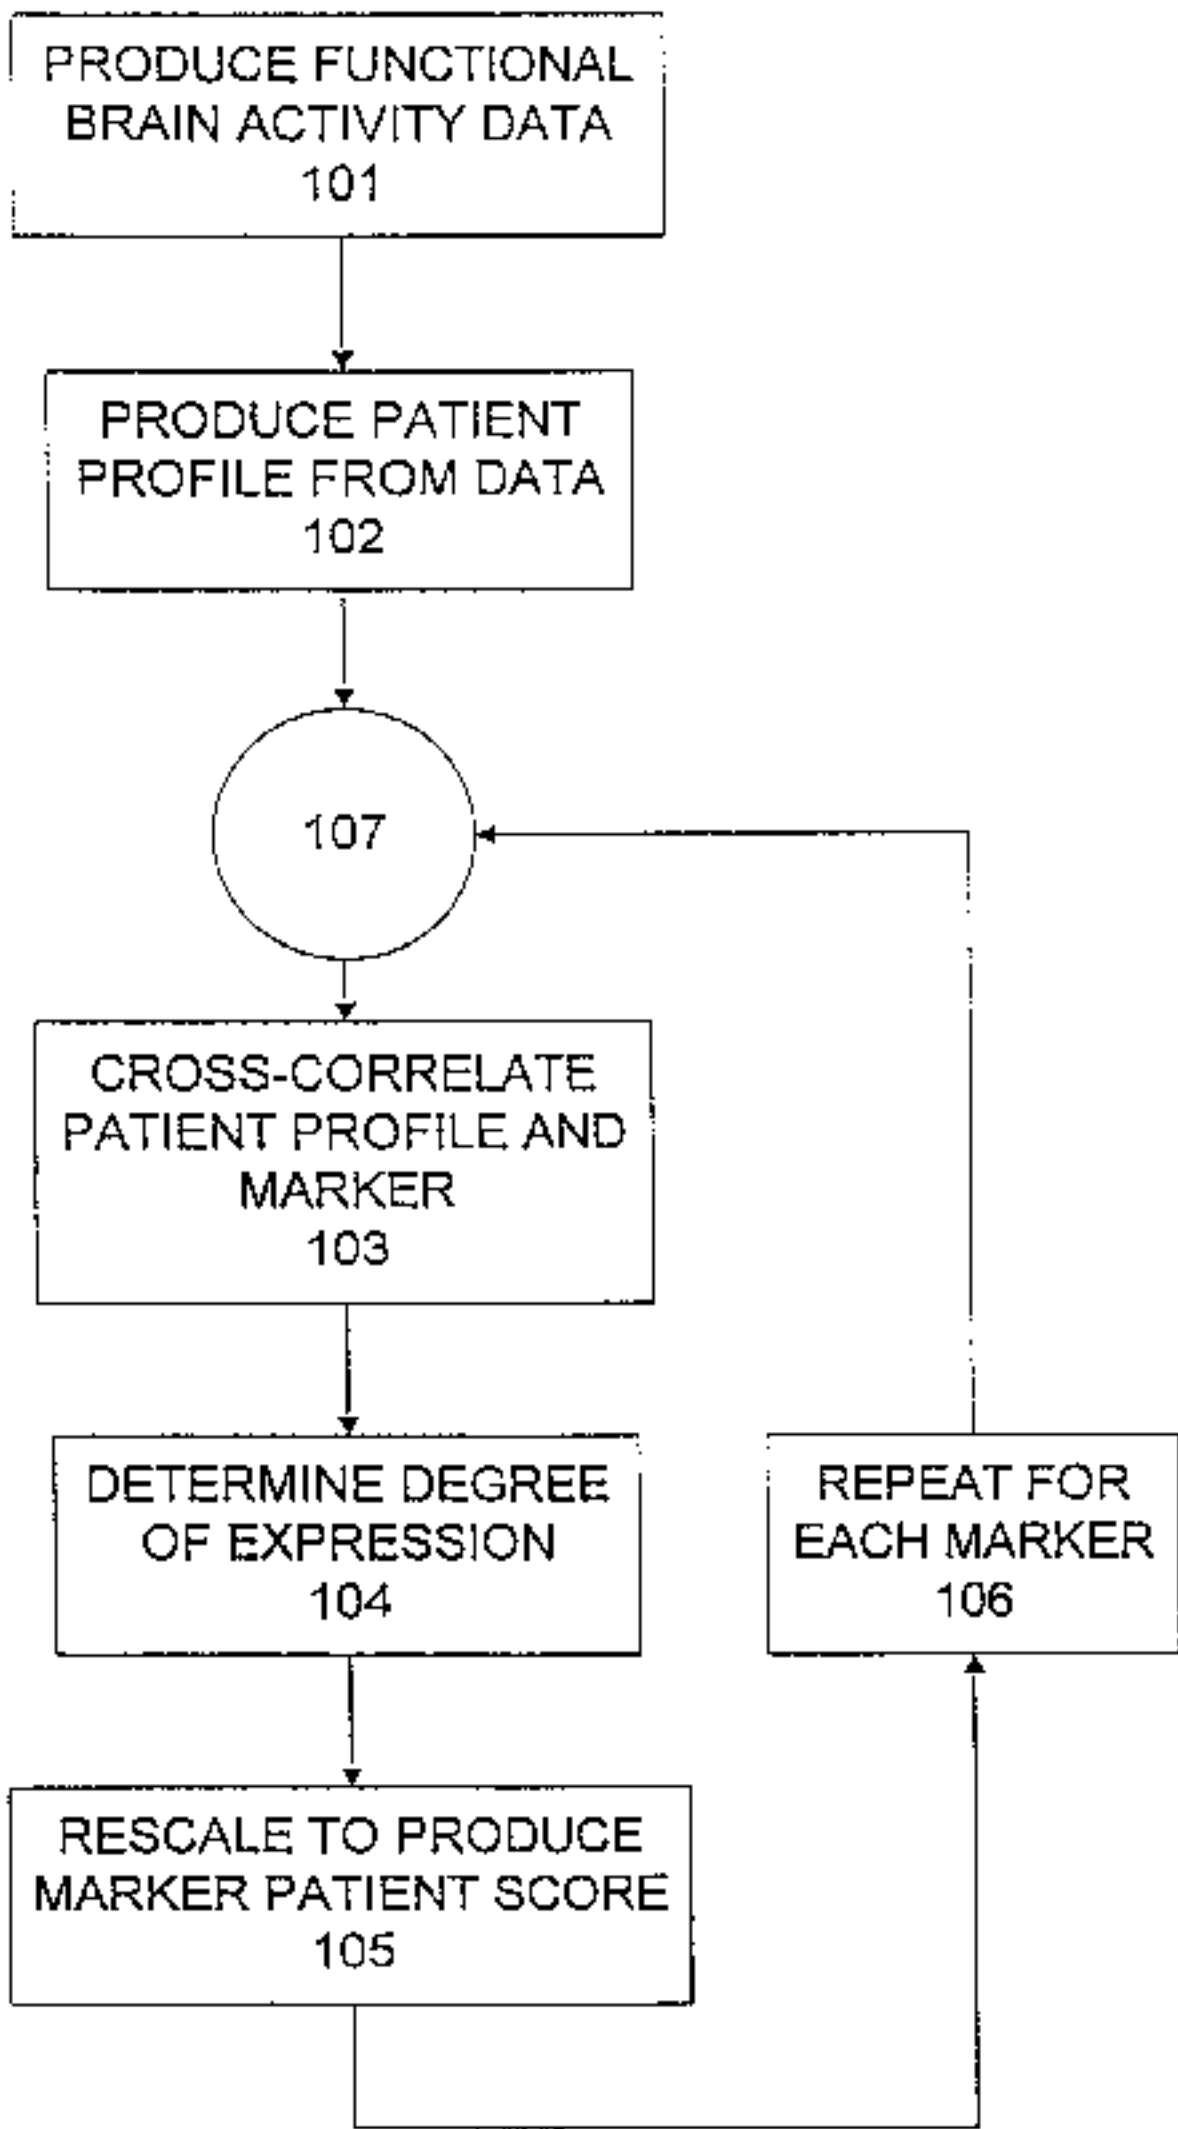 PRODUCE FUNCTIONAL
BRAIN ACTIVITY DATA
101
PRODUCE PATIENT
PROFILE FROM DATA
102
107
CROSS-CORRELATE
PATIENT PROFILE AND
MARKER
103
DETERMINE DEGREE
OF EXPRESSION
104
REPEAT FOR
EACH MARKER
106
RESCALE TO PRODUCE
MARKER PATIENT SCORE
105